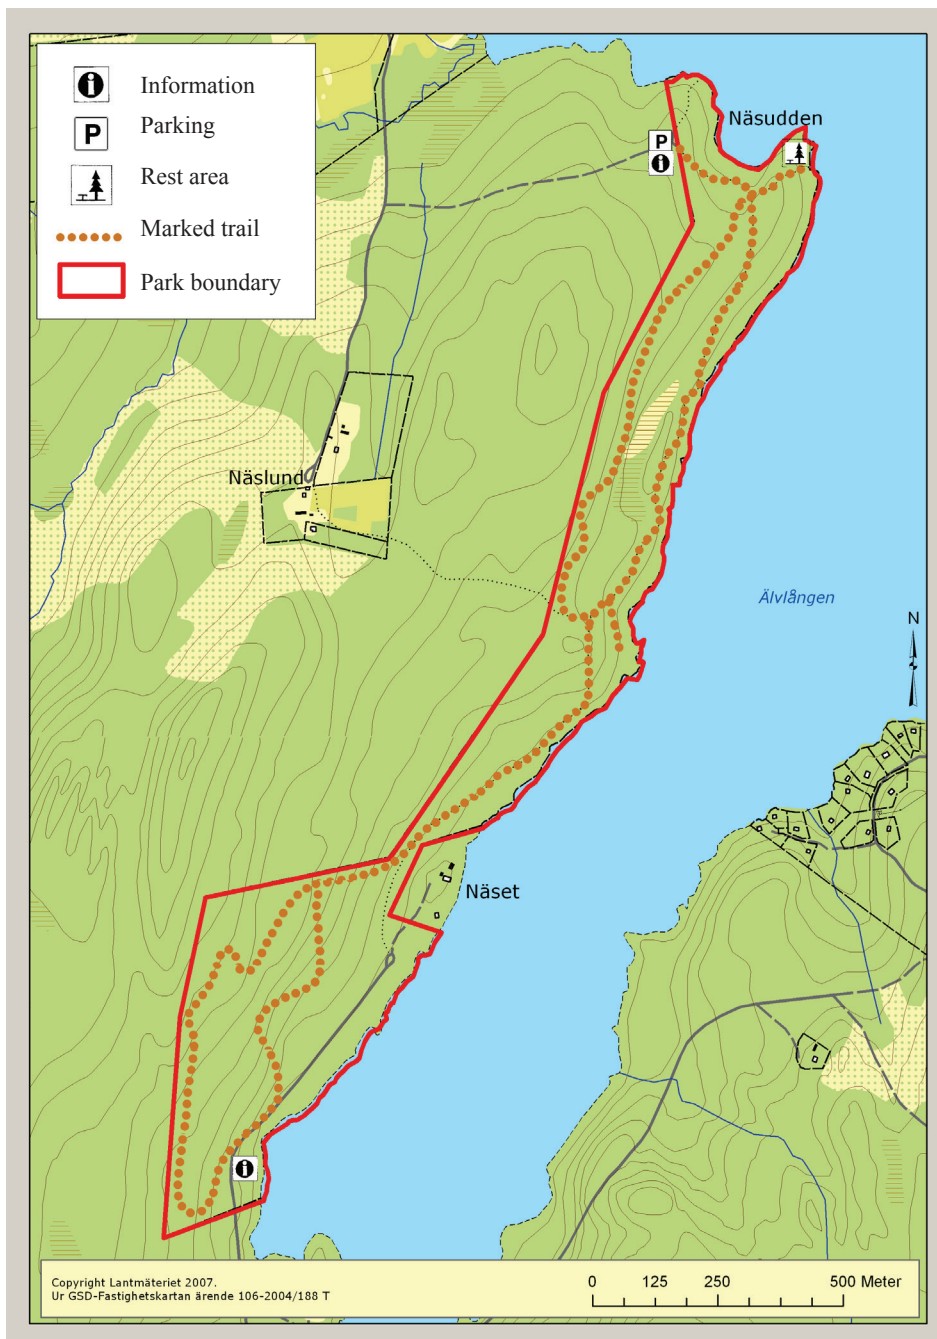 Information
P
Parking
Rest area
Marked trail
Park boundary
Näsudden
P
Näslund
Älvlången
N
Näset
Copyright Lantmäteriet 2007.
Ur GSD-Fastighetskartan ärende 106-2004/188 T
0 125 250 500 Meter